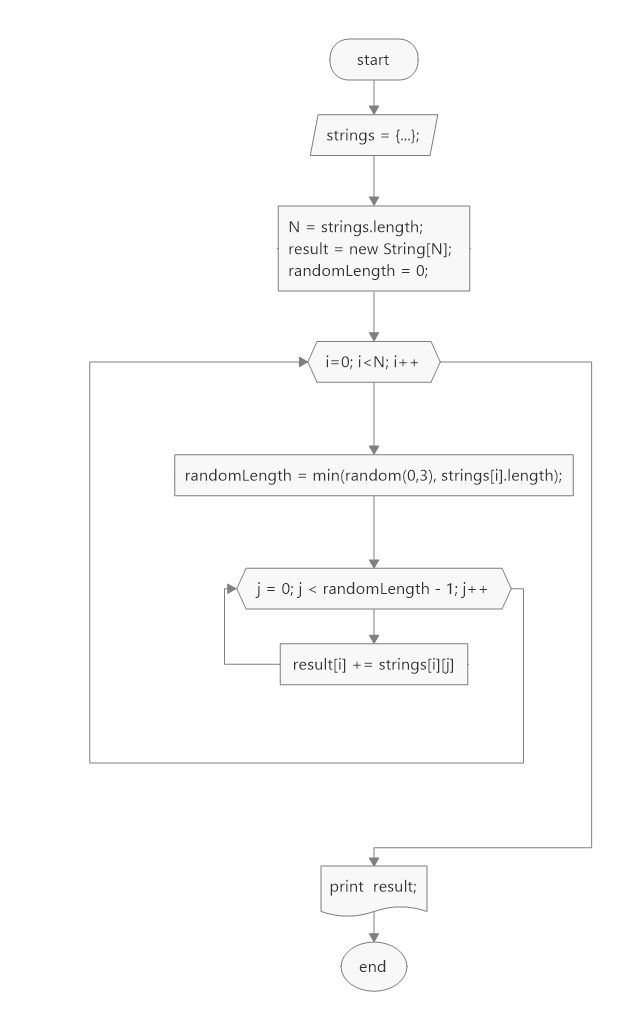 start
strings = {...};
N = strings.length;
result = new String[N];
randomLength = 0;
i=0; i<N; i++
randomLength = min(random(0,3), strings[i].length);
j = 0; j < randomLength - 1; j++
result[i] += strings[i][j]
print  result;
end